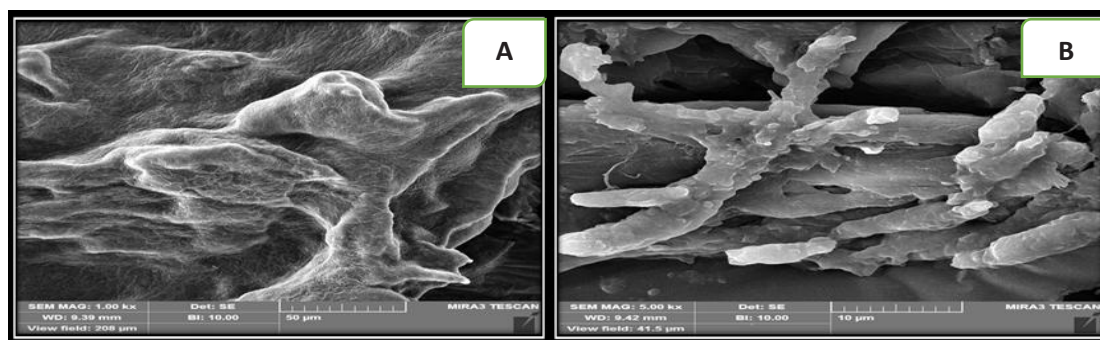 A
SEM MAG: 1.00 kx
Det: SE
WD: 9.39 mm
BI: 10.00
50 µm
MIRA3 TESCAN
View field: 208 µm
B
SEM MAG: 5.00 kx
Det: SE
WD: 9.42 mm
BI: 10.00
10 µm
MIRA3 TESCAN
View field: 41.5 µm